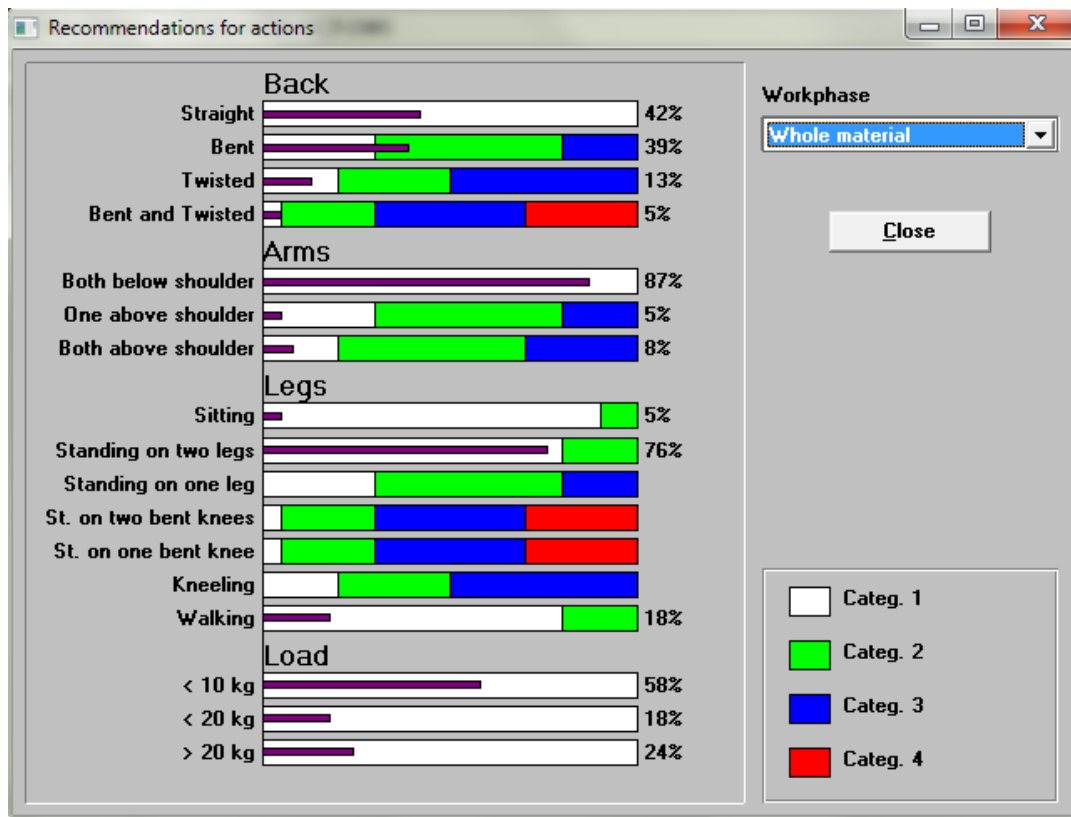 Recommendations for actions
Back
Straight 42%
Bent 39%
Twisted 13%
Bent and Twisted 5%
Arms
Both below shoulder 87%
One above shoulder 5%
Both above shoulder 8%
Legs
Sitting 5%
Standing on two legs 76%
Standing on one leg
St. on two bent knees
St. on one bent knee
Kneeling
Walking 18%
Load
< 10 kg 58%
< 20 kg 18%
> 20 kg 24%
Workphase
Whole material
Close
Categ. 1
Categ. 2
Categ. 3
Categ. 4